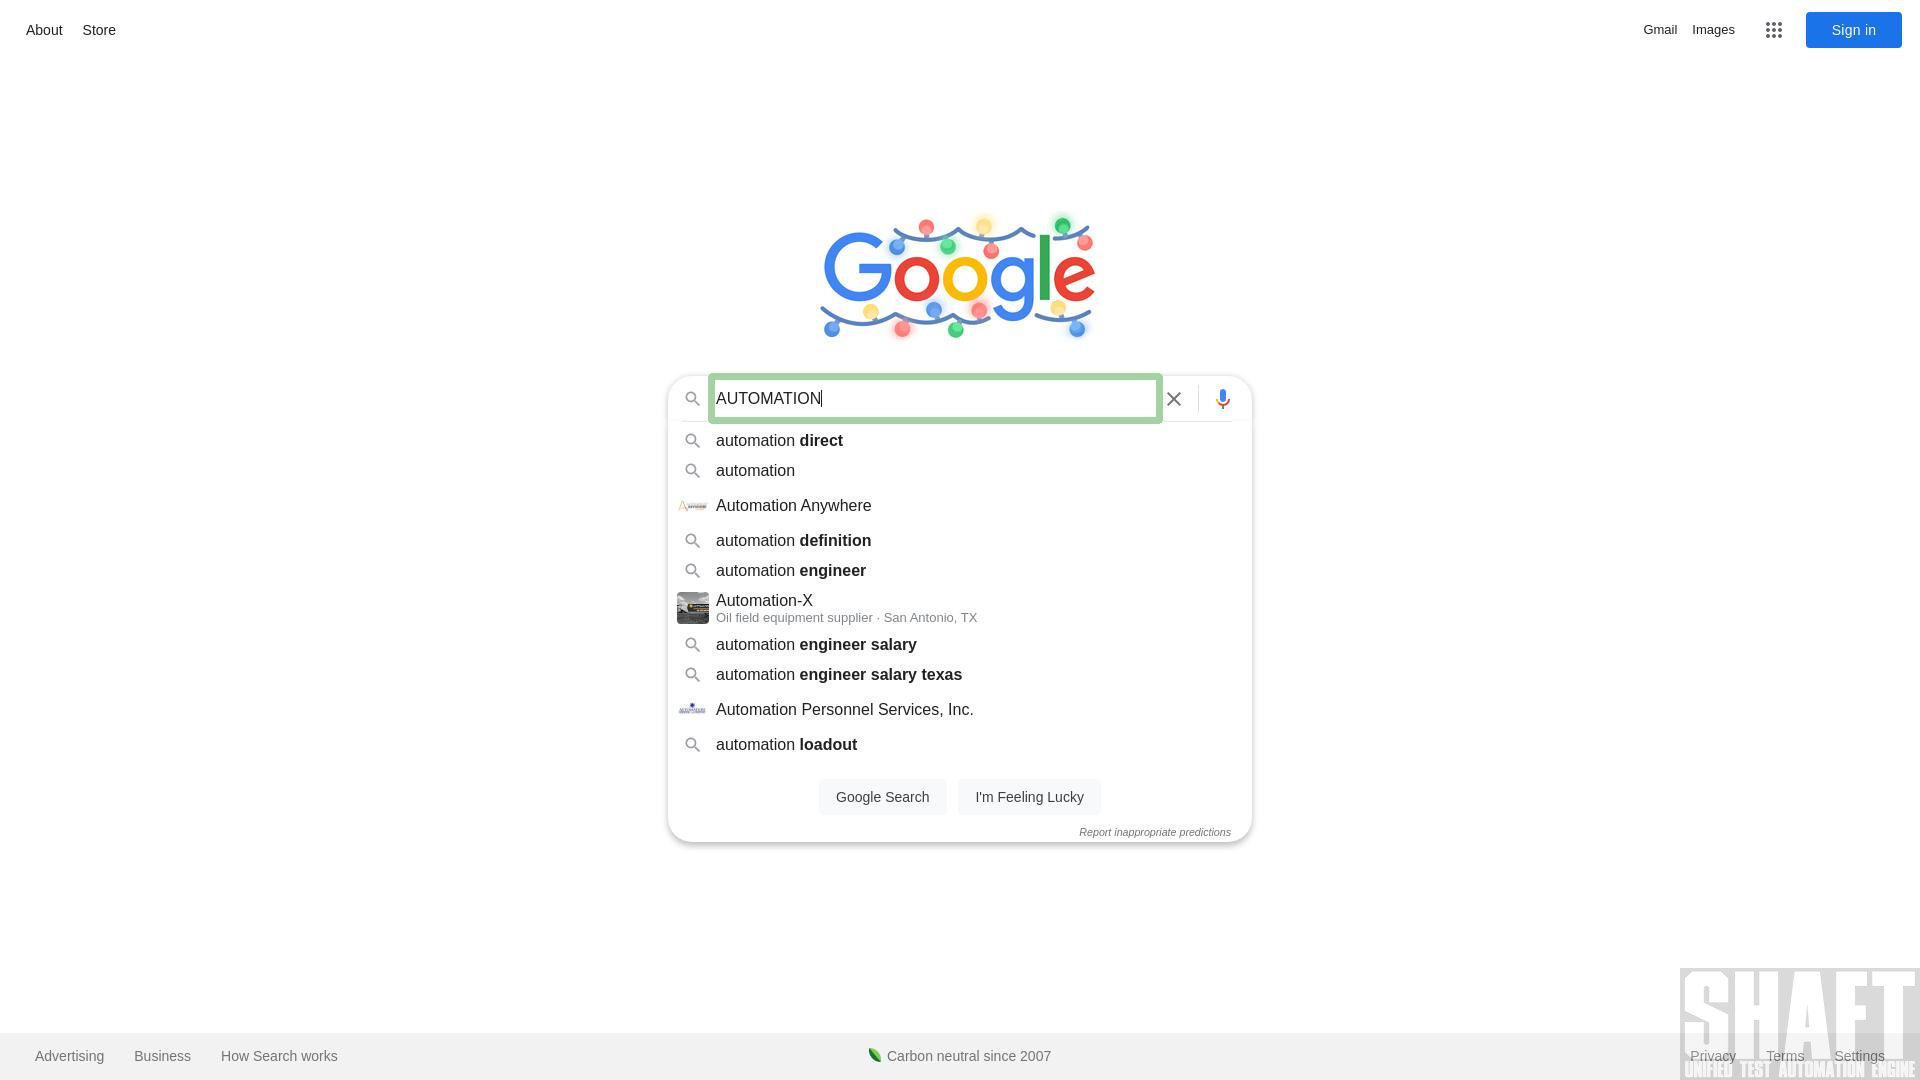 About Store
Gmail Images Sign in
Google
AUTOMATION
automation direct
automation
Automation Anywhere
automation definition
automation engineer
Automation-X
Oil field equipment supplier · San Antonio, TX
automation engineer salary
automation engineer salary texas
Automation Personnel Services, Inc.
automation loadout
Google Search I'm Feeling Lucky
Report inappropriate predictions
SHAFT
Advertising Business How Search works Carbon neutral since 2007 Privacy Terms Settings
UNIFIED TEST AUTOMATION ENGINE